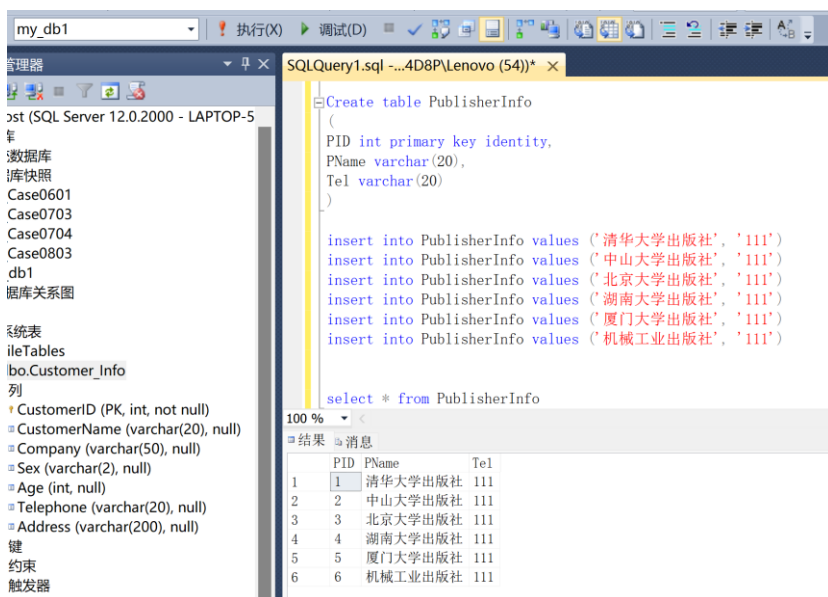 my_db1 执行(X) 调试(D)
管理器
SQLQuery1.sql -...4D8P\Lenovo (54))* ×
ost (SQL Server 12.0.2000 - LAPTOP-5
库
数据库
据库快照
Case0601
Case0703
Case0704
Case0803
_db1
据库关系图
系统表
ileTables
bo.Customer_Info
列
CustomerID (PK, int, not null)
CustomerName (varchar(20), null)
Company (varchar(50), null)
Sex (varchar(2), null)
Age (int, null)
Telephone (varchar(20), null)
Address (varchar(200), null)
键
约束
触发器
Create table PublisherInfo
(
PID int primary key identity,
PName varchar(20),
Tel varchar(20)
)
insert into PublisherInfo values ('清华大学出版社', '111')
insert into PublisherInfo values ('中山大学出版社', '111')
insert into PublisherInfo values ('北京大学出版社', '111')
insert into PublisherInfo values ('湖南大学出版社', '111')
insert into PublisherInfo values ('厦门大学出版社', '111')
insert into PublisherInfo values ('机械工业出版社', '111')
select * from PublisherInfo
100 %
结果 消息
PID PName Tel
1 1 清华大学出版社 111
2 2 中山大学出版社 111
3 3 北京大学出版社 111
4 4 湖南大学出版社 111
5 5 厦门大学出版社 111
6 6 机械工业出版社 111